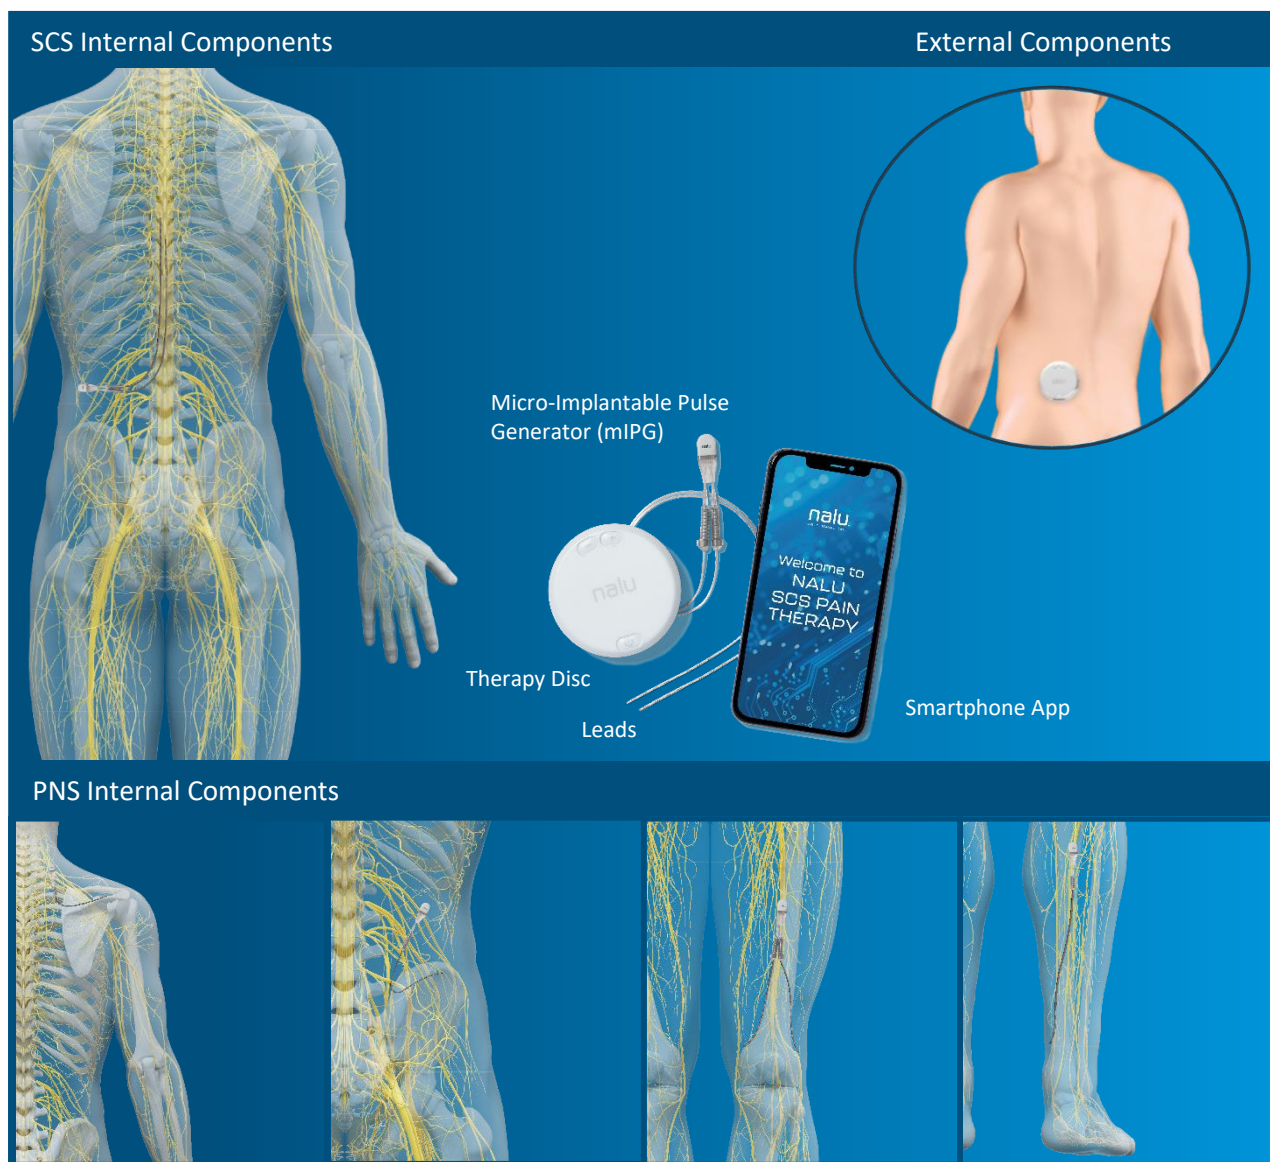 SCS Internal Components
External Components
Micro-Implantable Pulse
Generator (mIPG)
nalu
nalu
Welcome to
NALU
SCS PAIN
THERAPY
Therapy Disc
Leads
Smartphone App
PNS Internal Components